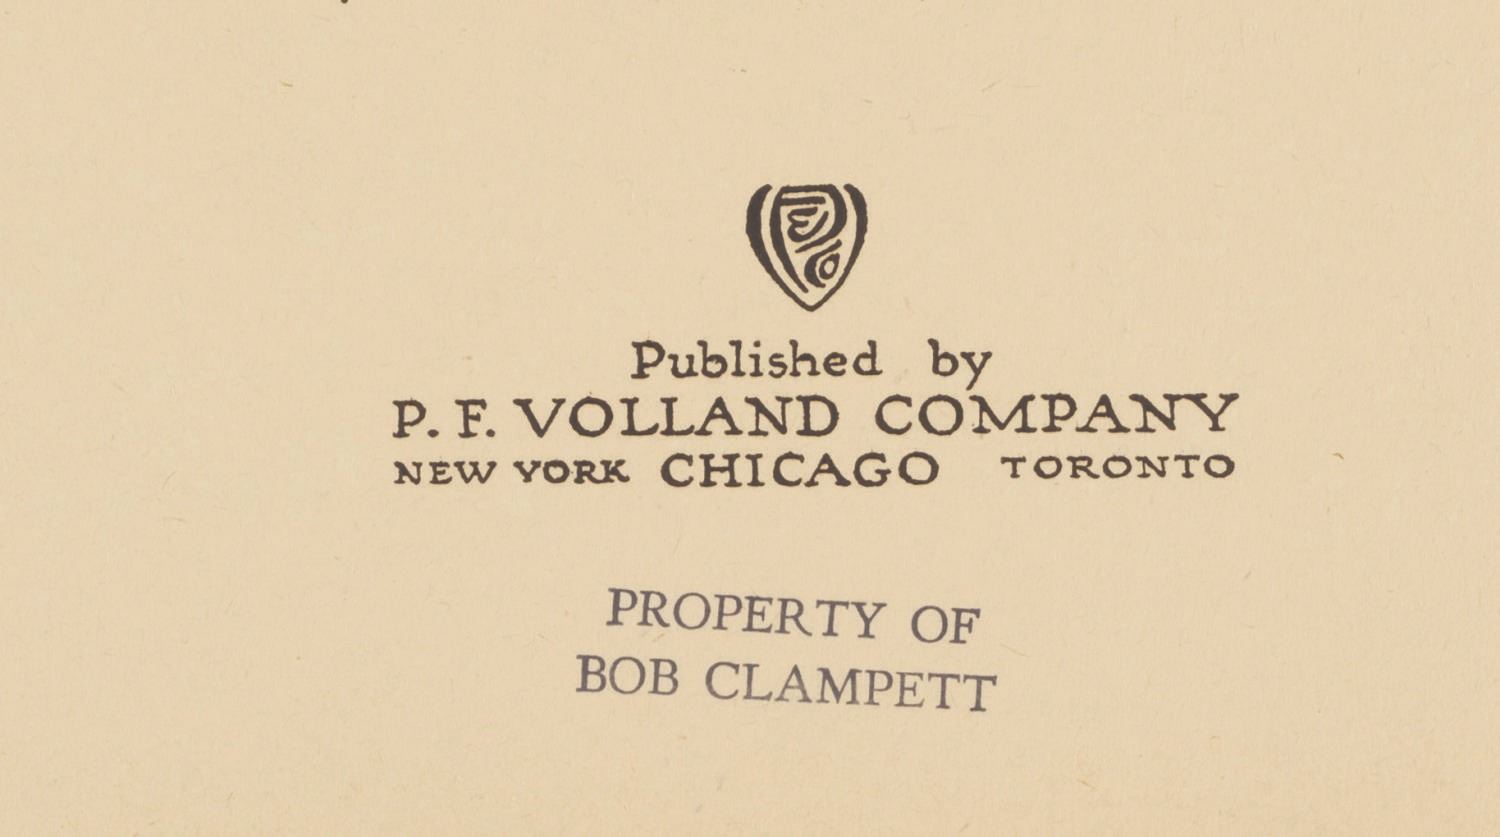 Published by
P. F. VOLLAND COMPANY
NEW YORK CHICAGO TORONTO
PROPERTY OF
BOB CLAMPETT